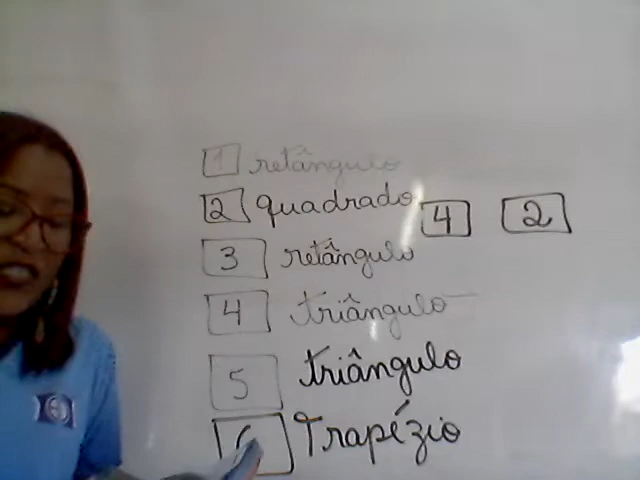 1 retângulo
2 quadrado 4 2
3 retângulo
4 triângulo
5 triângulo
6 Trapézio